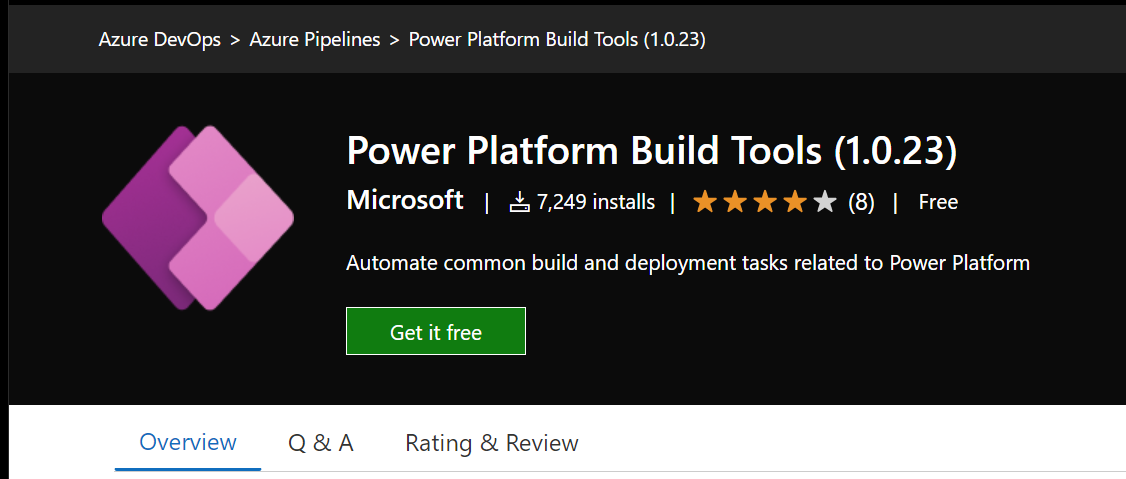 Azure DevOps > Azure Pipelines > Power Platform Build Tools (1.0.23)
Power Platform Build Tools (1.0.23)
Microsoft | 7,249 installs | (8) | Free
Automate common build and deployment tasks related to Power Platform
Get it free
Overview Q & A Rating & Review